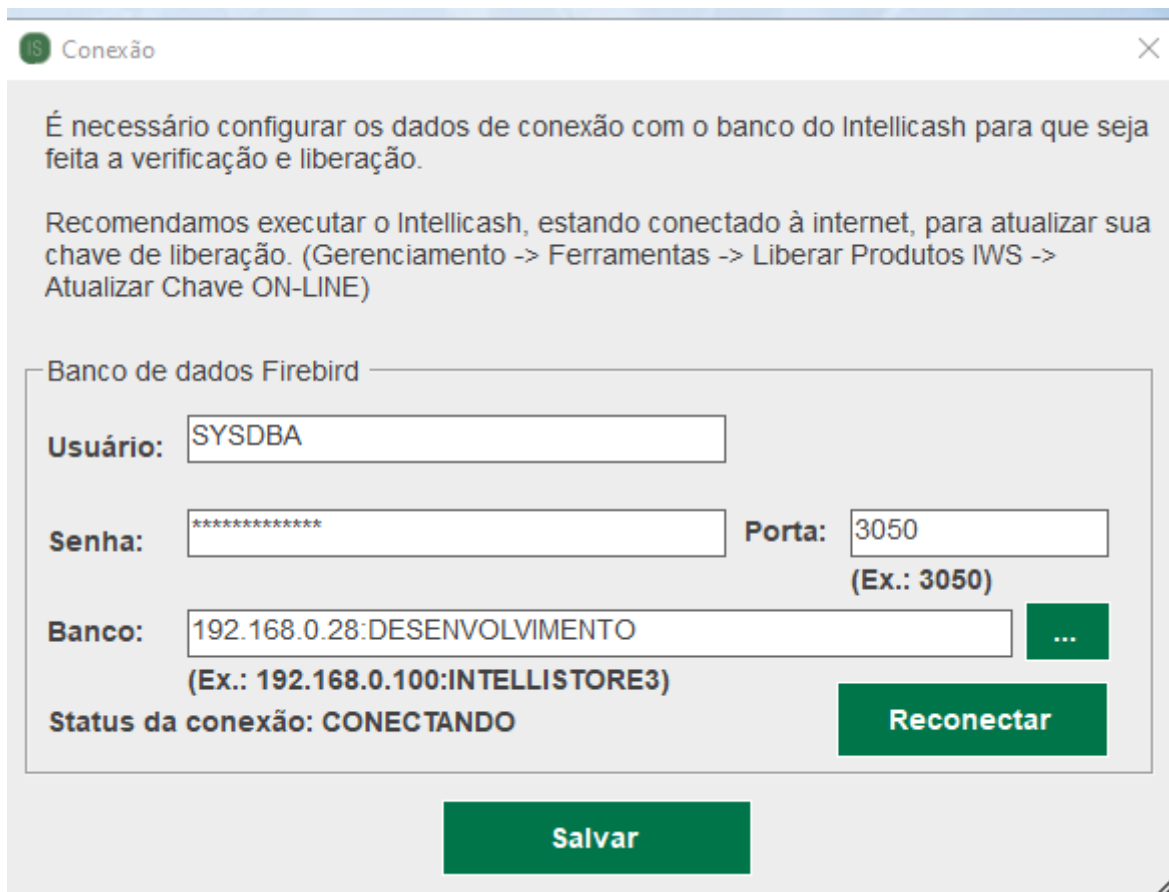 IS Conexão
É necessário configurar os dados de conexão com o banco do Intellicash para que seja
feita a verificação e liberação.
Recomendamos executar o Intellicash, estando conectado à internet, para atualizar sua
chave de liberação. (Gerenciamento -> Ferramentas -> Liberar Produtos IWS ->
Atualizar Chave ON-LINE)
Banco de dados Firebird
Usuário: SYSDBA
Senha: ************* Porta: 3050
(Ex.: 3050)
Banco: 192.168.0.28:DESENVOLVIMENTO ...
(Ex.: 192.168.0.100:INTELLISTORE3)
Status da conexão: CONECTANDO Reconectar
Salvar